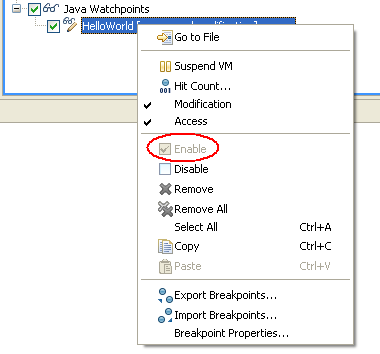 Java Watchpoints
HelloWorld
Go to File
Suspend VM
Hit Count...
Modification
Access
Enable
Disable
Remove
Remove All
Select All Ctrl+A
Copy Ctrl+C
Paste Ctrl+V
Export Breakpoints...
Import Breakpoints...
Breakpoint Properties...